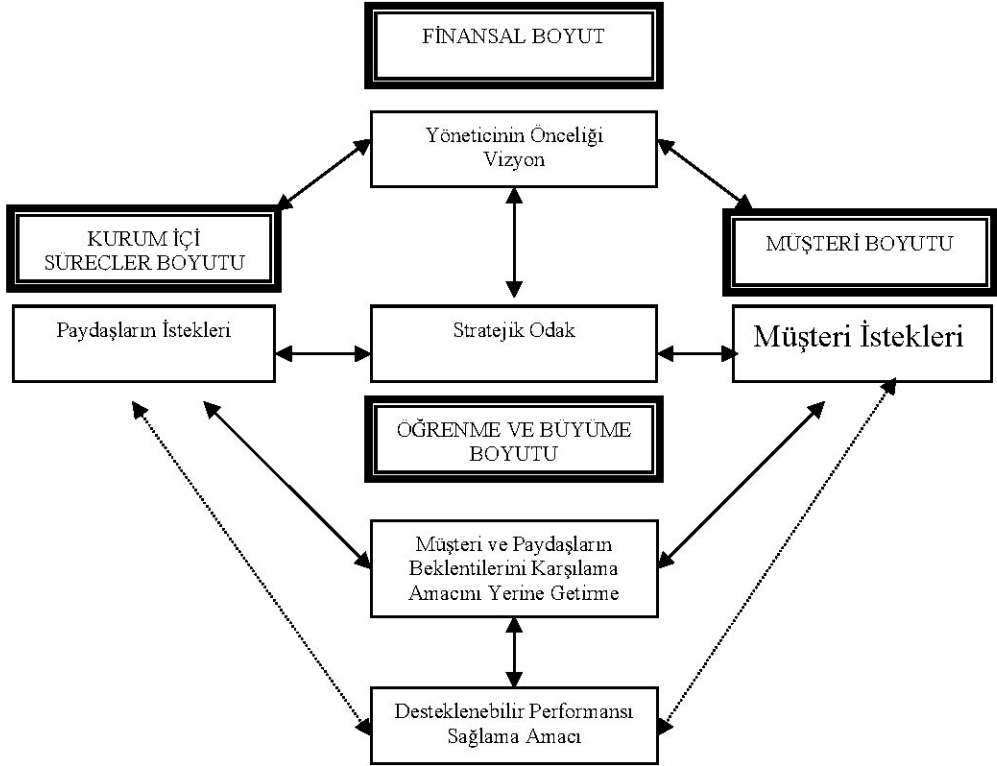 FİNANSAL BOYUT
Yöneticinin Önceliği
Vizyon
KURUM İÇİ
SÜREÇLER BOYUTU
MÜŞTERİ BOYUTU
Paydaşların İstekleri
Stratejik Odak
Müşteri İstekleri
ÖĞRENME VE BÜYÜME
BOYUTU
Müşteri ve Paydaşların
Beklentilerini Karşılama
Amacını Yerine Getirme
Desteklenebilir Performansı
Sağlama Amacı